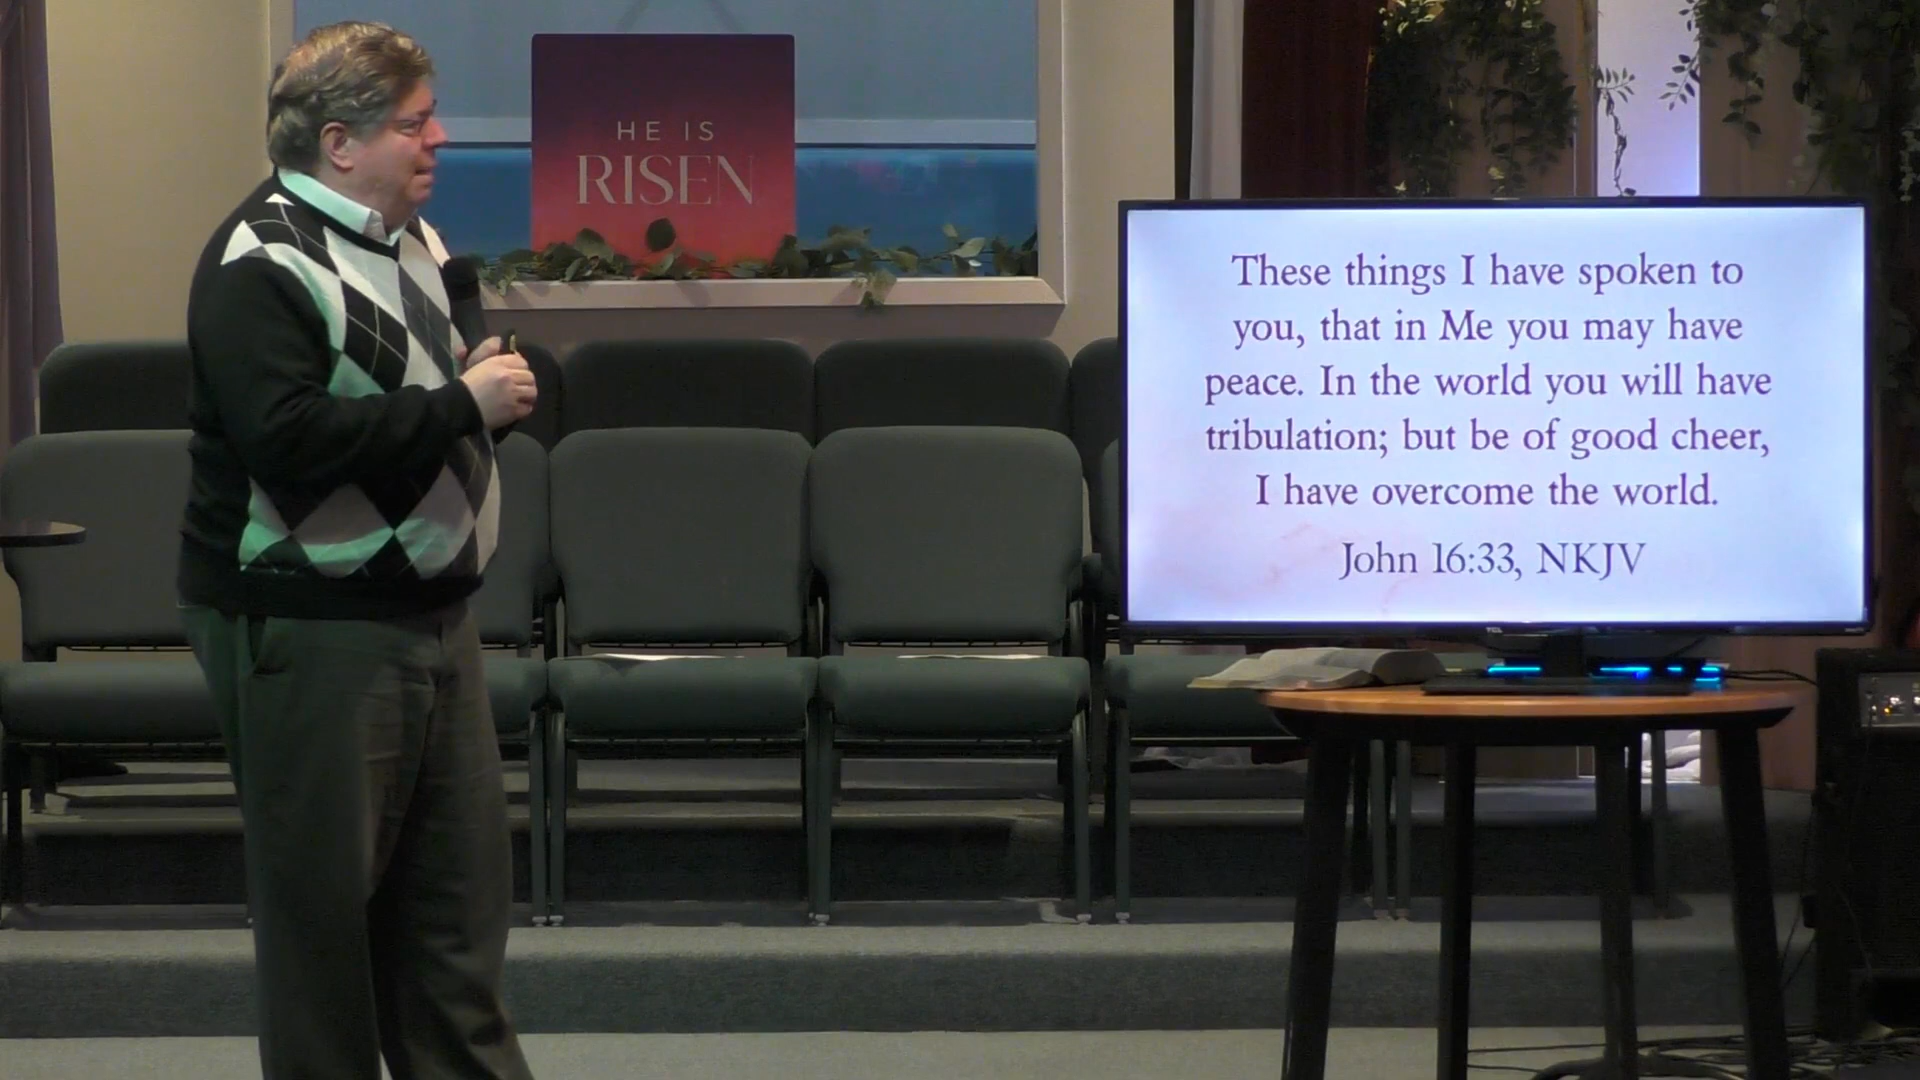 HE IS
RISEN
These things I have spoken to
you, that in Me you may have
peace. In the world you will have
tribulation; but be of good cheer,
I have overcome the world.
John 16:33, NKJV
TCL